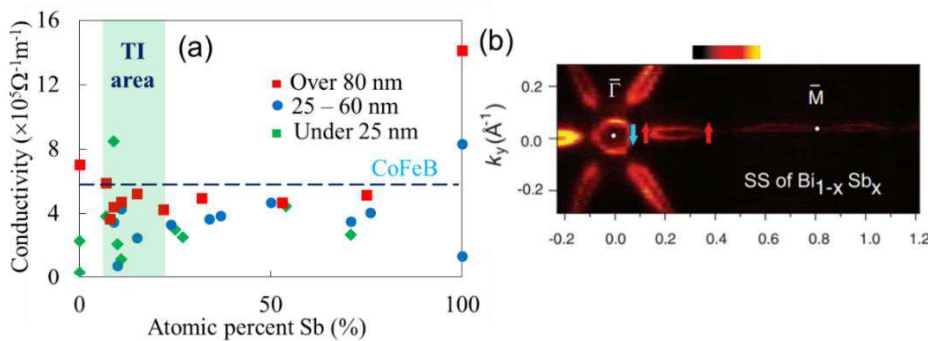 (a)
TI
area
Over 80 nm
25 – 60 nm
Under 25 nm
CoFeB
Conductivity (×10⁵Ω⁻¹m⁻¹)
16
12
8
4
0
0
50
100
Atomic percent Sb (%)
(b)
Γ̄
M̄
SS of Bi₁₋ₓ Sbₓ
k_y (Å⁻¹)
0.2
0.0
-0.2
-0.2 0.0 0.2 0.4 0.6 0.8 1.0 1.2